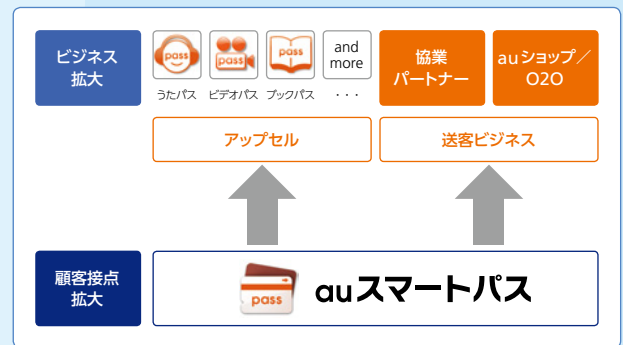 ビジネス
拡大
pass
pass
pass
and
more
うたパス ビデオパス ブックパス ・・・
協業
パートナー
auショップ／
O2O
アップセル
送客ビジネス
顧客接点
拡大
pass
auスマートパス